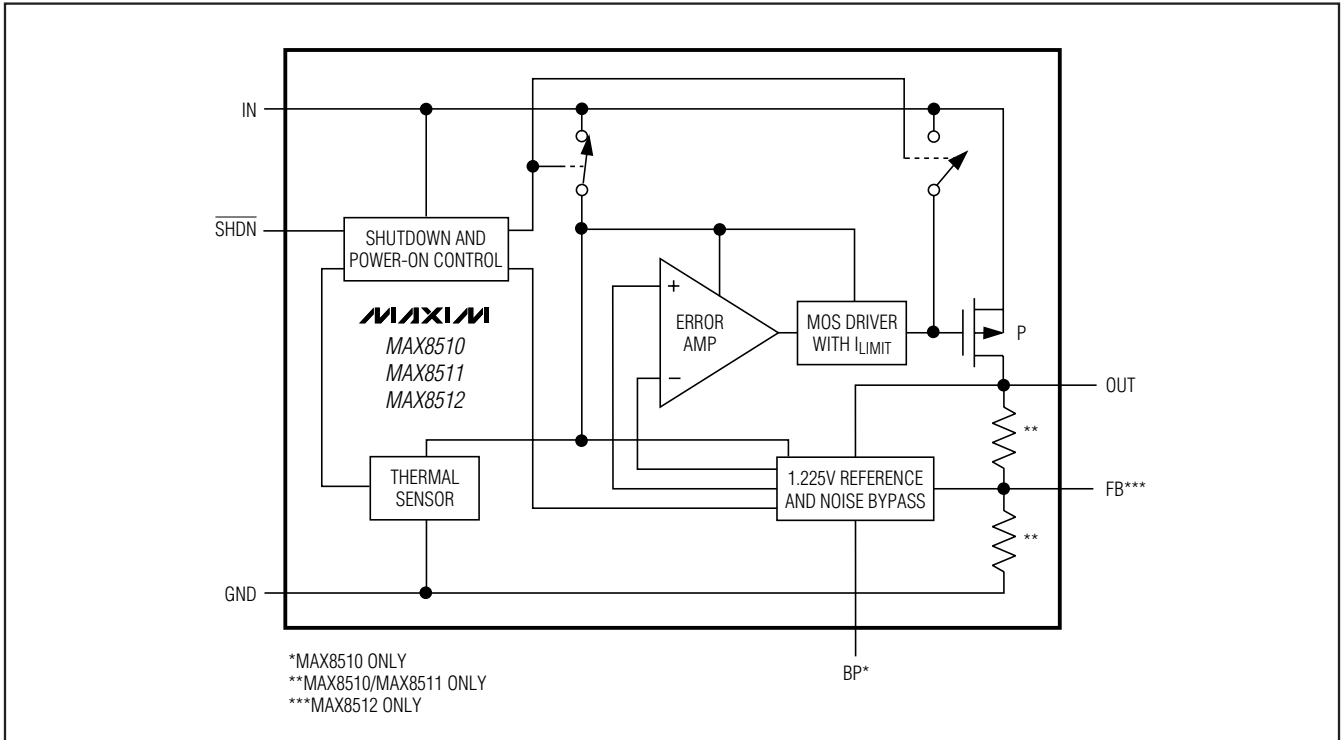 IN
SHDN
SHUTDOWN AND
POWER-ON CONTROL
MAXIM
MAX8510
MAX8511
MAX8512
+
ERROR
AMP
−
MOS DRIVER
WITH ILIMIT
P
OUT
**
THERMAL
SENSOR
1.225V REFERENCE
AND NOISE BYPASS
FB***
**
GND
BP*
*MAX8510 ONLY
**MAX8510/MAX8511 ONLY
***MAX8512 ONLY